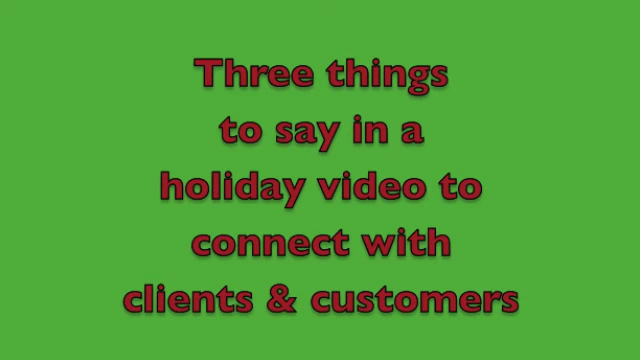 Three things
to say in a
holiday video to
connect with
clients & customers